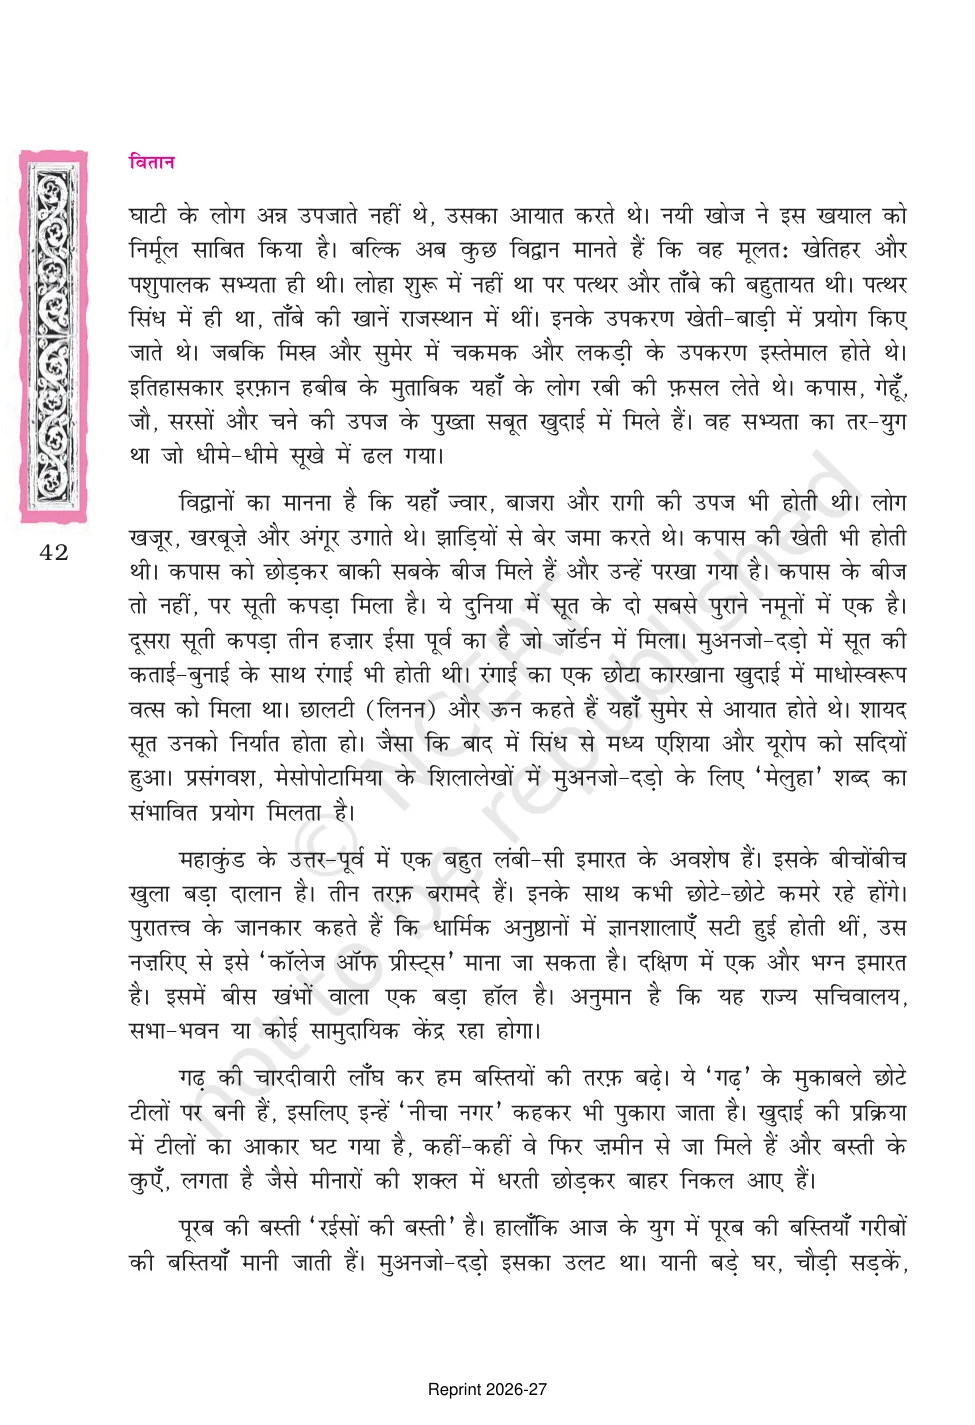 वितान
घाटी के लोग अन्न उपजाते नहीं थे, उसका आयात करते थे। नयी खोज ने इस खयाल को
निर्मूल साबित किया है। बल्कि अब कुछ विद्वान मानते हैं कि वह मूलत: खेतिहर और
पशुपालक सभ्यता ही थी। लोहा शुरू में नहीं था पर पत्थर और ताँबे की बहुतायत थी। पत्थर
सिंध में ही था, ताँबे की खानें राजस्थान में थीं। इनके उपकरण खेती-बाड़ी में प्रयोग किए
जाते थे। जबकि मिस्र और सुमेर में चकमक और लकड़ी के उपकरण इस्तेमाल होते थे।
इतिहासकार इरफ़ान हबीब के मुताबिक यहाँ के लोग रबी की फ़सल लेते थे। कपास, गेहूँ,
जौ, सरसों और चने की उपज के पुख्ता सबूत खुदाई में मिले हैं। वह सभ्यता का तर-युग
था जो धीमे-धीमे सूखे में ढल गया।
विद्वानों का मानना है कि यहाँ ज्वार, बाजरा और रागी की उपज भी होती थी। लोग
खजूर, खरबूज़े और अंगूर उगाते थे। झाड़ियों से बेर जमा करते थे। कपास की खेती भी होती
थी। कपास को छोड़कर बाकी सबके बीज मिले हैं और उन्हें परखा गया है। कपास के बीज
तो नहीं, पर सूती कपड़ा मिला है। ये दुनिया में सूत के दो सबसे पुराने नमूनों में एक है।
दूसरा सूती कपड़ा तीन हज़ार ईसा पूर्व का है जो जॉर्डन में मिला। मुअनजो-दड़ो में सूत की
कताई-बुनाई के साथ रंगाई भी होती थी। रंगाई का एक छोटा कारखाना खुदाई में माधोस्वरूप
वत्स को मिला था। छालटी (लिनन) और ऊन कहते हैं यहाँ सुमेर से आयात होते थे। शायद
सूत उनको निर्यात होता हो। जैसा कि बाद में सिंध से मध्य एशिया और यूरोप को सदियों
हुआ। प्रसंगवश, मेसोपोटामिया के शिलालेखों में मुअनजो-दड़ो के लिए ‘मेलुहा’ शब्द का
संभावित प्रयोग मिलता है।
महाकुंड के उत्तर-पूर्व में एक बहुत लंबी-सी इमारत के अवशेष हैं। इसके बीचोंबीच
खुला बड़ा दालान है। तीन तरफ़ बरामदे हैं। इनके साथ कभी छोटे-छोटे कमरे रहे होंगे।
पुरातत्त्व के जानकार कहते हैं कि धार्मिक अनुष्ठानों में ज्ञानशालाएँ सटी हुई होती थीं, उस
नज़रिए से इसे ‘कॉलेज ऑफ प्रीस्ट्स’ माना जा सकता है। दक्षिण में एक और भग्न इमारत
है। इसमें बीस खंभों वाला एक बड़ा हॉल है। अनुमान है कि यह राज्य सचिवालय,
सभा-भवन या कोई सामुदायिक केंद्र रहा होगा।
गढ़ की चारदीवारी लाँघ कर हम बस्तियों की तरफ़ बढ़े। ये ‘गढ़’ के मुकाबले छोटे
टीलों पर बनी हैं, इसलिए इन्हें ‘नीचा नगर’ कहकर भी पुकारा जाता है। खुदाई की प्रक्रिया
में टीलों का आकार घट गया है, कहीं-कहीं वे फिर ज़मीन से जा मिले हैं और बस्ती के
कुएँ, लगता है जैसे मीनारों की शक्ल में धरती छोड़कर बाहर निकल आए हैं।
पूरब की बस्ती ‘रईसों की बस्ती’ है। हालाँकि आज के युग में पूरब की बस्तियाँ गरीबों
की बस्तियाँ मानी जाती हैं। मुअनजो-दड़ो इसका उलट था। यानी बड़े घर, चौड़ी सड़कें,
42
© NCERT
not to be republished
Reprint 2026-27